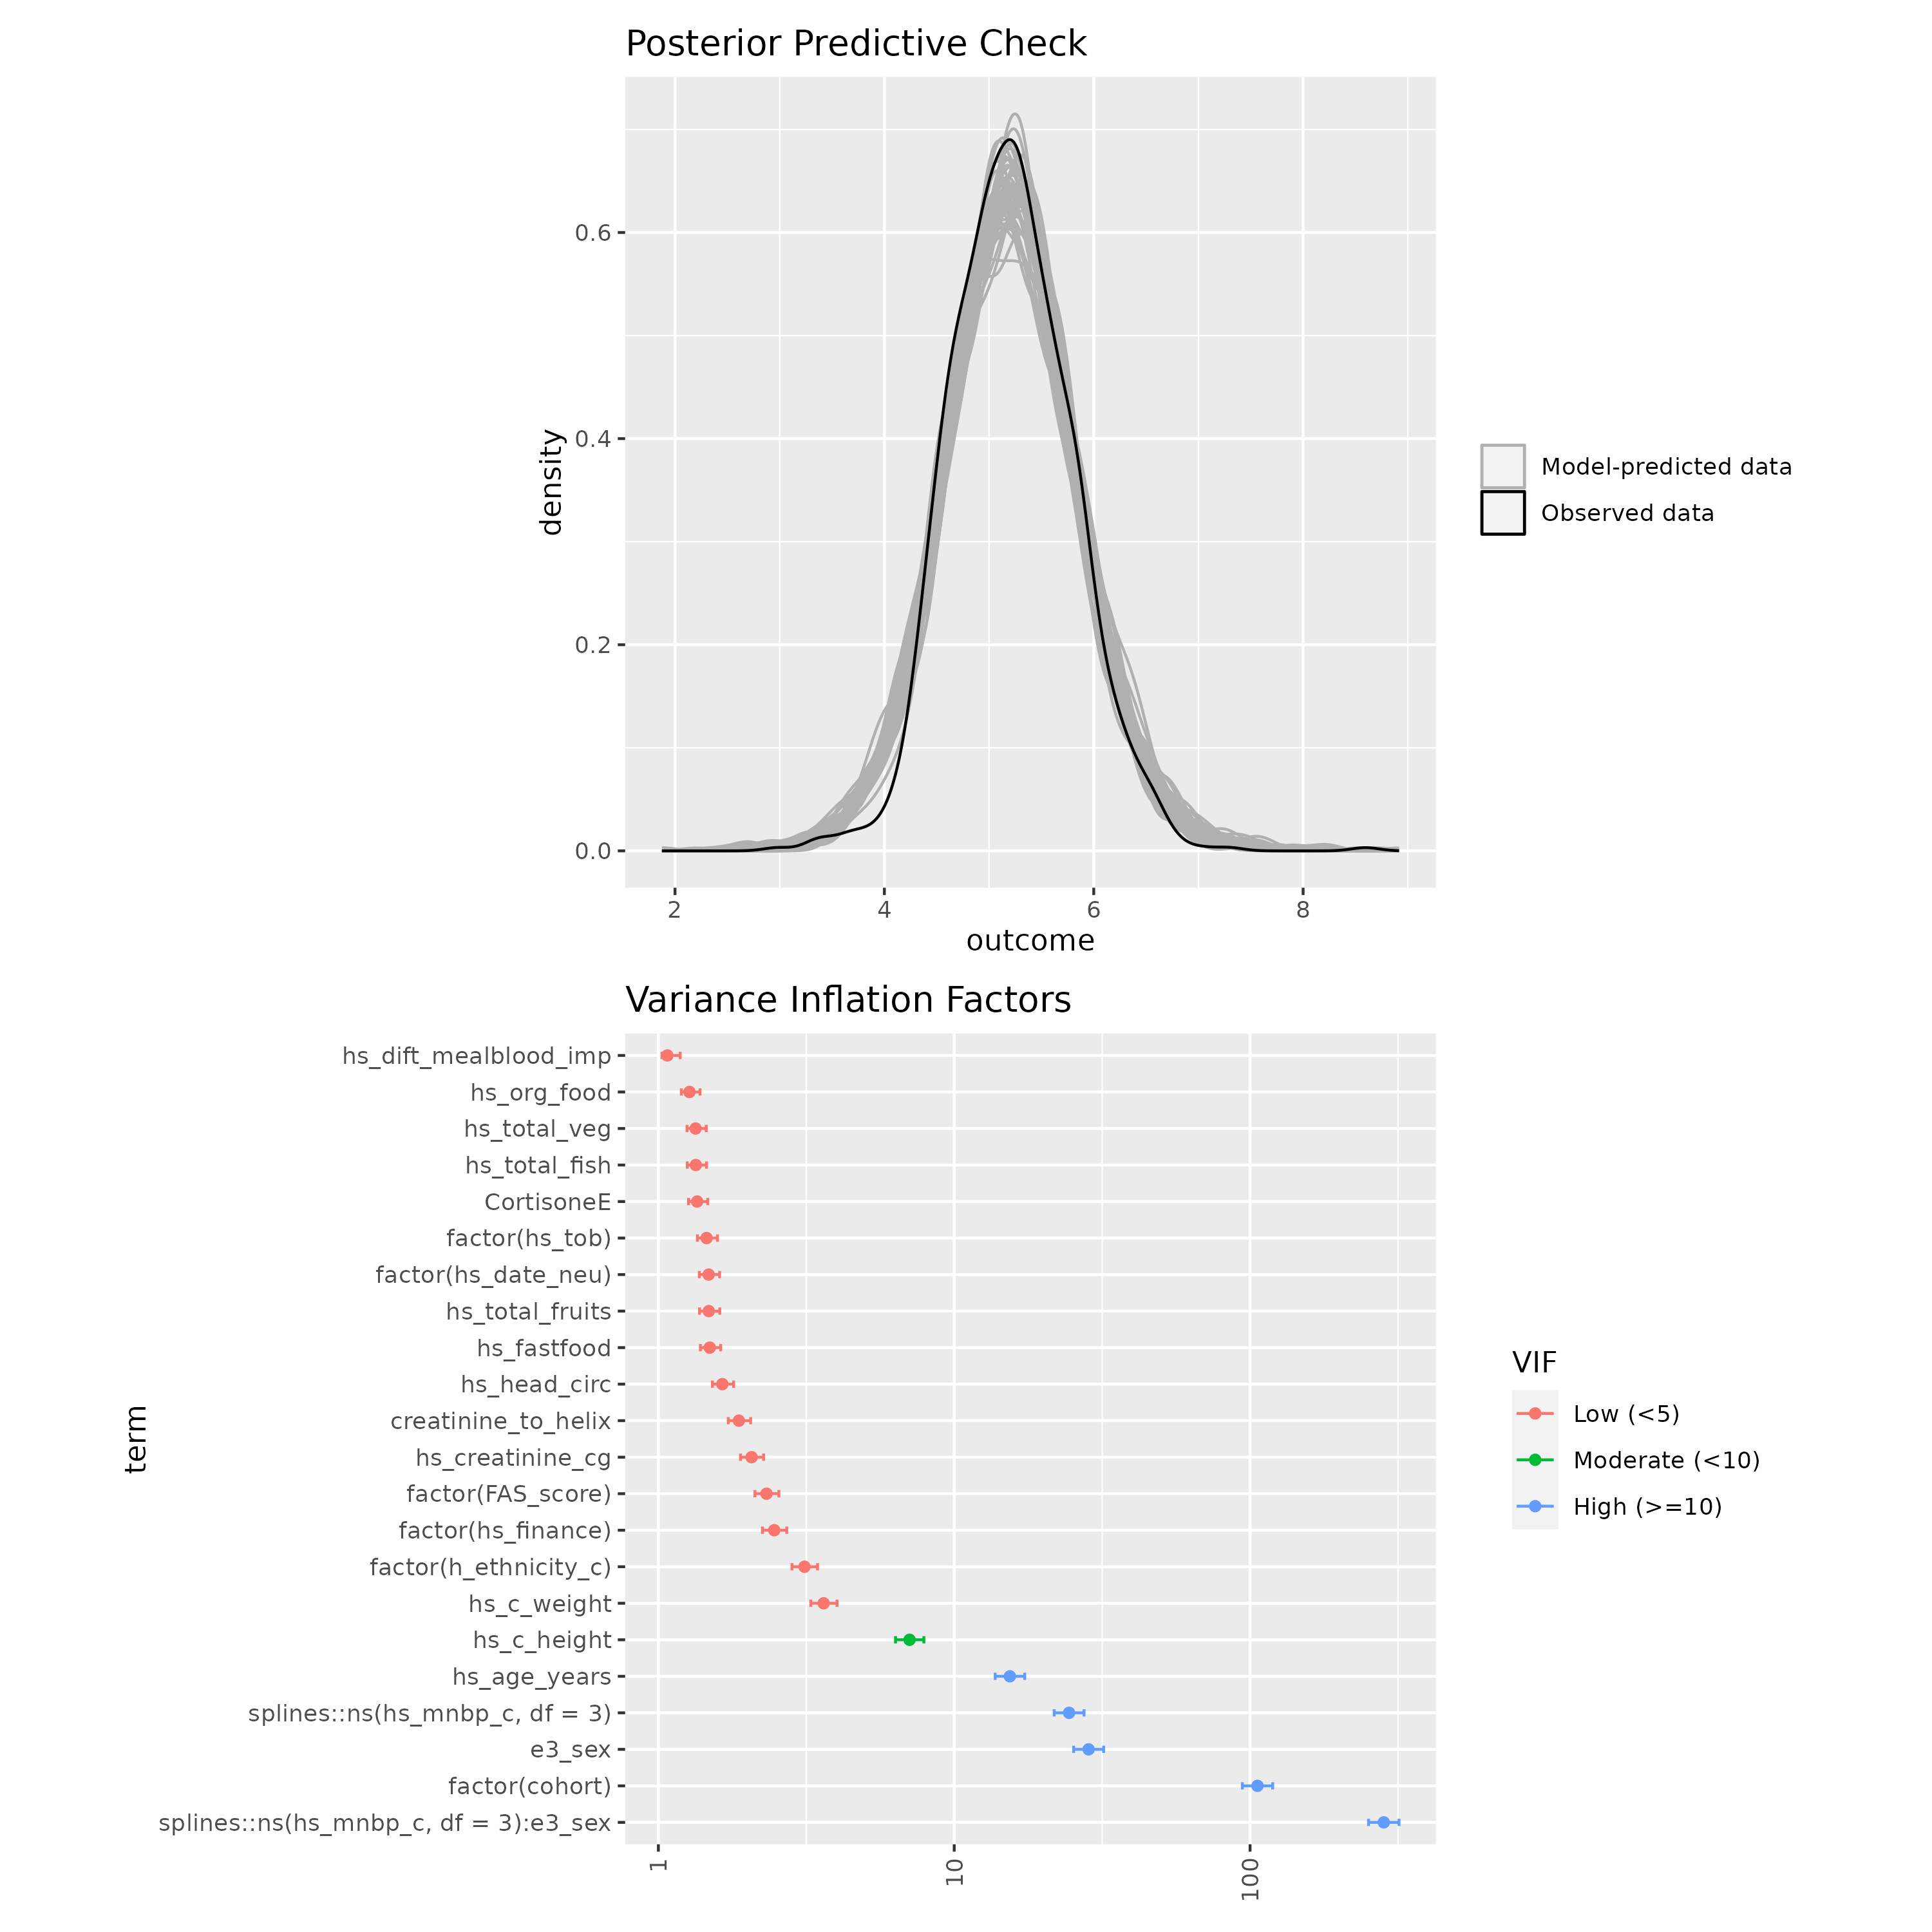 Posterior Predictive Check
density
0.6
0.4
0.2
0.0
2 4 6 8
outcome
Model-predicted data
Observed data
Variance Inflation Factors
term
hs_dift_mealblood_imp
hs_org_food
hs_total_veg
hs_total_fish
CortisoneE
factor(hs_tob)
factor(hs_date_neu)
hs_total_fruits
hs_fastfood
hs_head_circ
creatinine_to_helix
hs_creatinine_cg
factor(FAS_score)
factor(hs_finance)
factor(h_ethnicity_c)
hs_c_weight
hs_c_height
hs_age_years
splines::ns(hs_mnbp_c, df = 3)
e3_sex
factor(cohort)
splines::ns(hs_mnbp_c, df = 3):e3_sex
1 10 100
VIF
Low (<5)
Moderate (<10)
High (>=10)